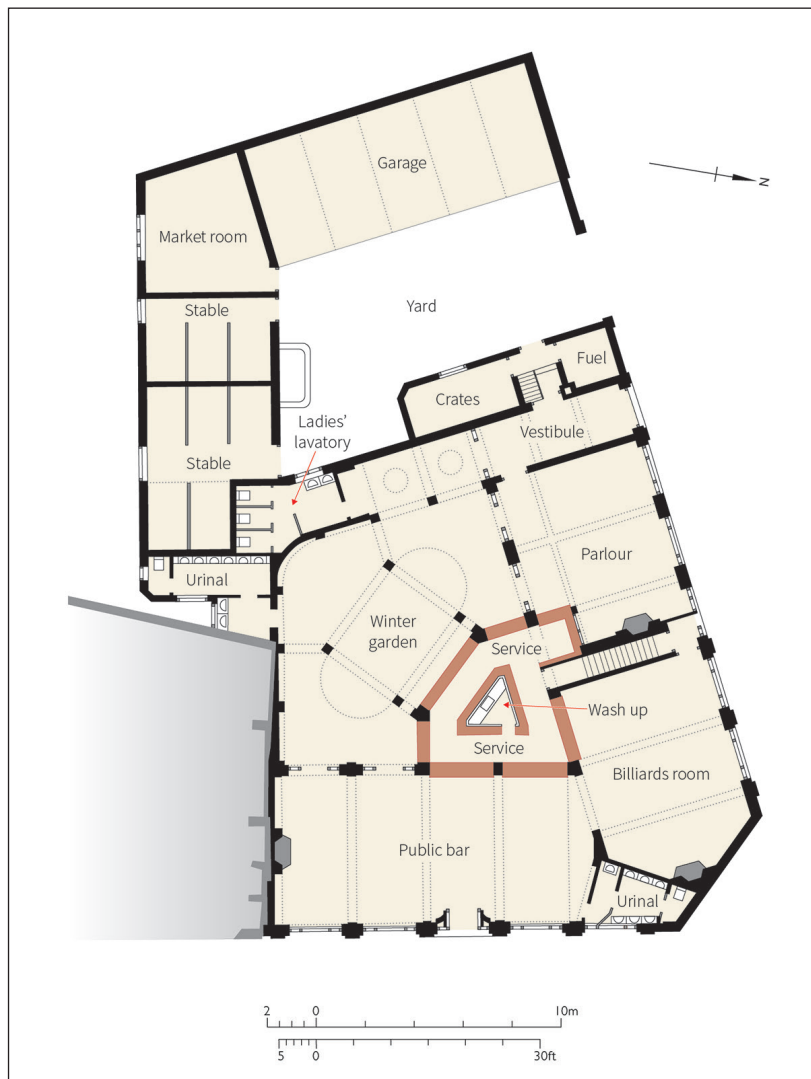 Garage
N
Market room
Stable
Yard
Fuel
Crates
Ladies'
lavatory
Vestibule
Stable
Parlour
Urinal
Winter
garden
Service
Wash up
Service
Billiards room
Public bar
Urinal
2 0 10m
5 0 30ft